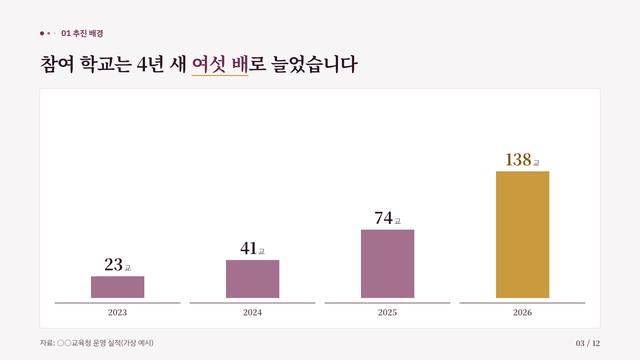 01 추진 배경
참여 학교는 4년 새 여섯 배로 늘었습니다
138교
74교
41교
23교
2023 2024 2025 2026
자료: ○○교육청 운영 실적(가상 예시)
03 / 12